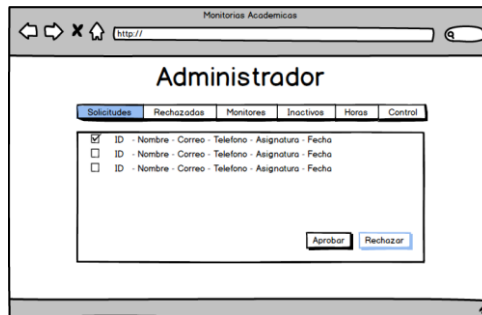 Monitorias Academicas
http://
Administrador
Solicitudes Rechazadas Monitores Inactivos Horas Control
ID - Nombre - Correo - Telefono - Asignatura - Fecha
ID - Nombre - Correo - Telefono - Asignatura - Fecha
ID - Nombre - Correo - Telefono - Asignatura - Fecha
Aprobar Rechazar